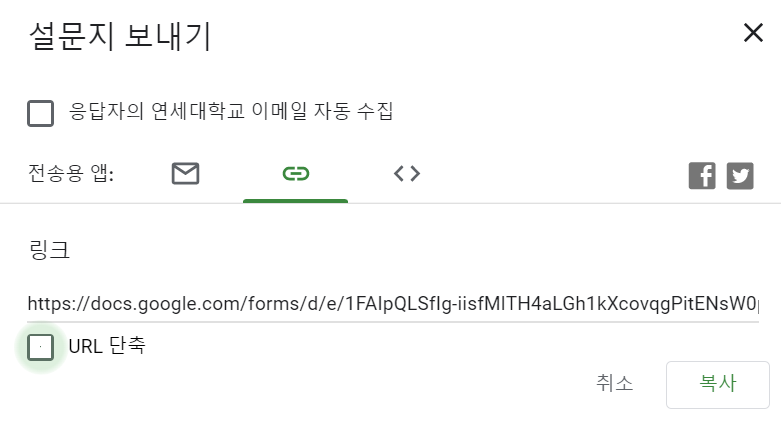 설문지 보내기
응답자의 연세대학교 이메일 자동 수집
전송용 앱:
링크
https://docs.google.com/forms/d/e/1FAIpQLSfIg-iisfMlTH4aLGh1kXcovqgPitENsW0p
URL 단축
취소 복사